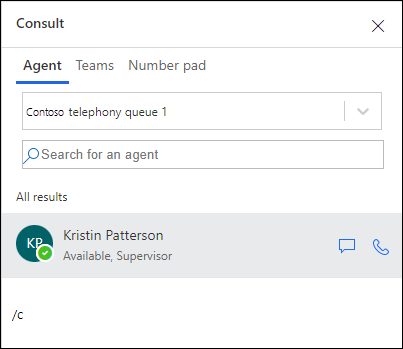 Consult
Agent Teams Number pad
Contoso telephony queue 1
Search for an agent
All results
KP
Kristin Patterson
Available, Supervisor
/c